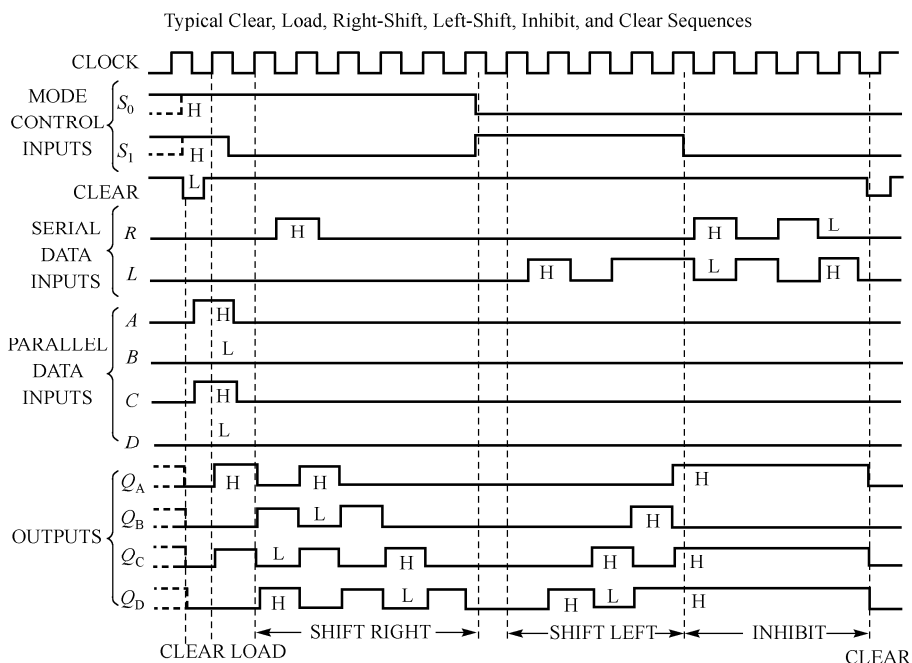 Typical Clear, Load, Right-Shift, Left-Shift, Inhibit, and Clear Sequences
CLOCK
MODE
CONTROL
INPUTS
S0
H
S1
H
CLEAR
L
SERIAL
DATA
INPUTS
R
H
H
L
L
H
L
H
PARALLEL
DATA
INPUTS
A
H
B
L
C
H
D
L
OUTPUTS
QA
H
H
H
QB
L
H
QC
L
H
H
H
QD
H
L
H
L
H
CLEAR LOAD
SHIFT RIGHT
SHIFT LEFT
INHIBIT
CLEAR